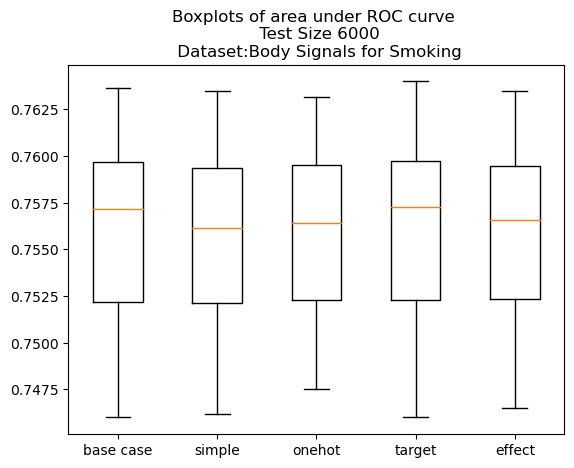 Boxplots of area under ROC curve
Test Size 6000
Dataset:Body Signals for Smoking
0.7625
0.7600
0.7575
0.7550
0.7525
0.7500
0.7475
base case simple onehot target effect